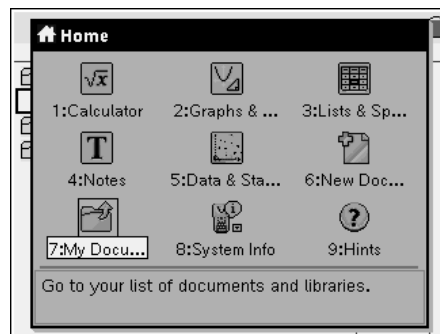 Home
1:Calculator 2:Graphs & ... 3:Lists & Sp...
4:Notes 5:Data & Sta... 6:New Doc...
7:My Docu... 8:System Info 9:Hints
Go to your list of documents and libraries.